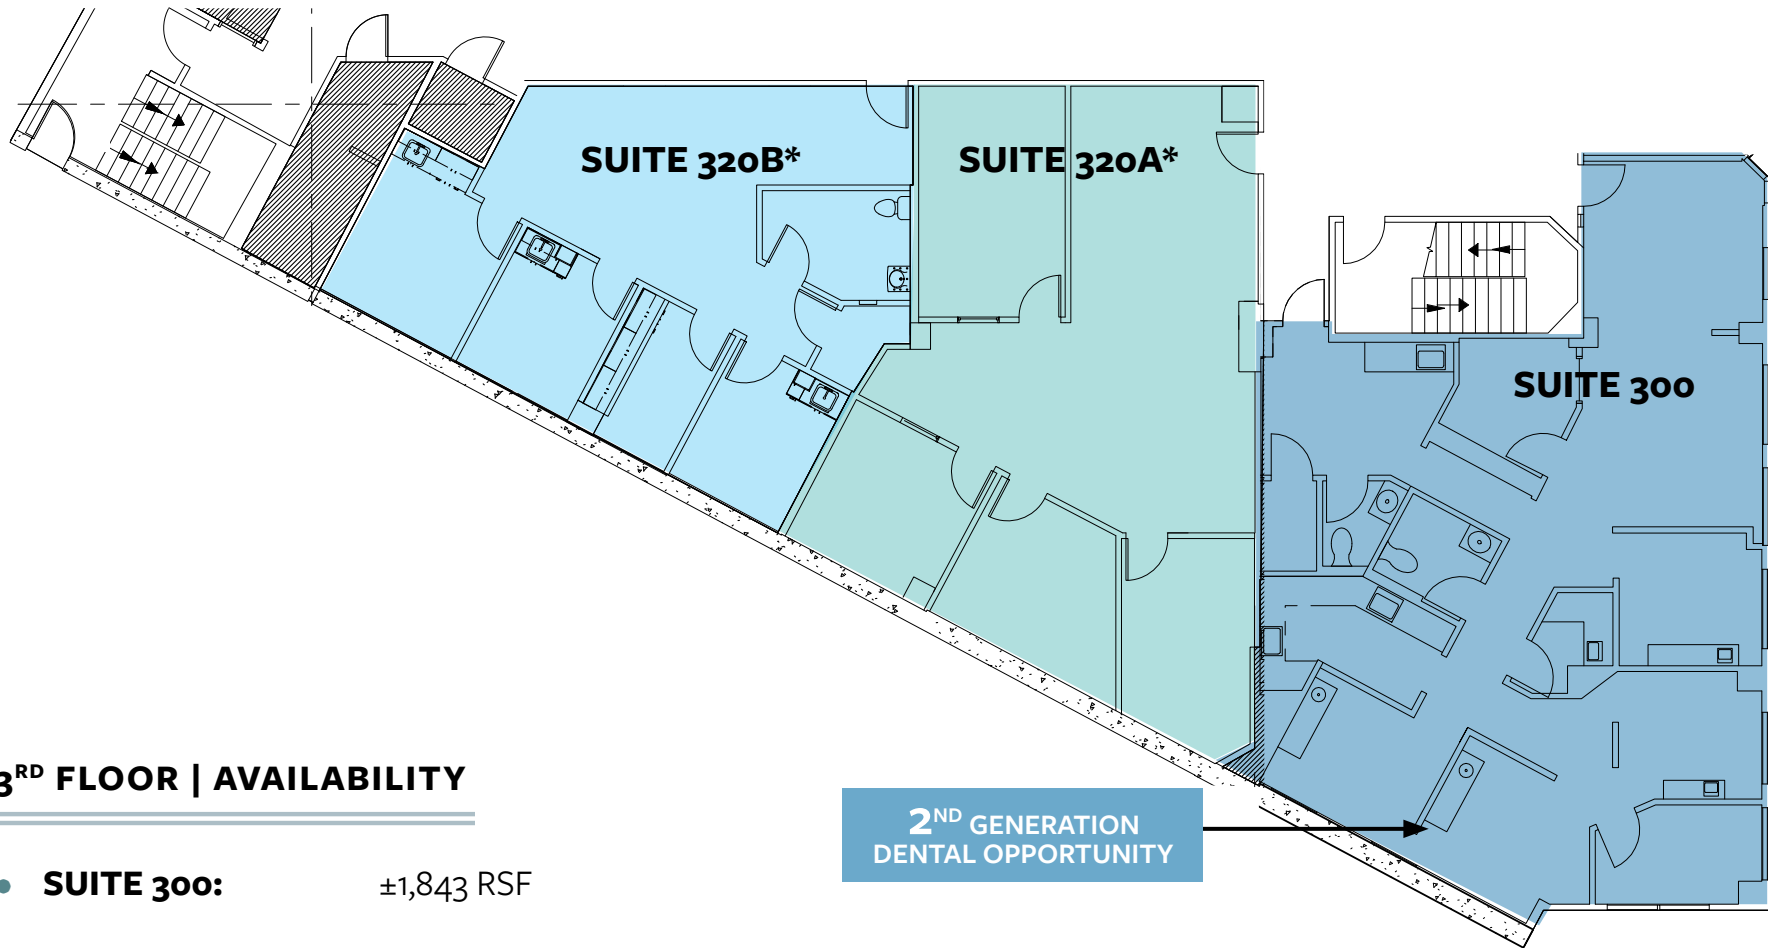 SUITE 320B*
SUITE 320A*
SUITE 300
3RD FLOOR | AVAILABILITY
• SUITE 300: ±1,843 RSF
2ND GENERATION
DENTAL OPPORTUNITY